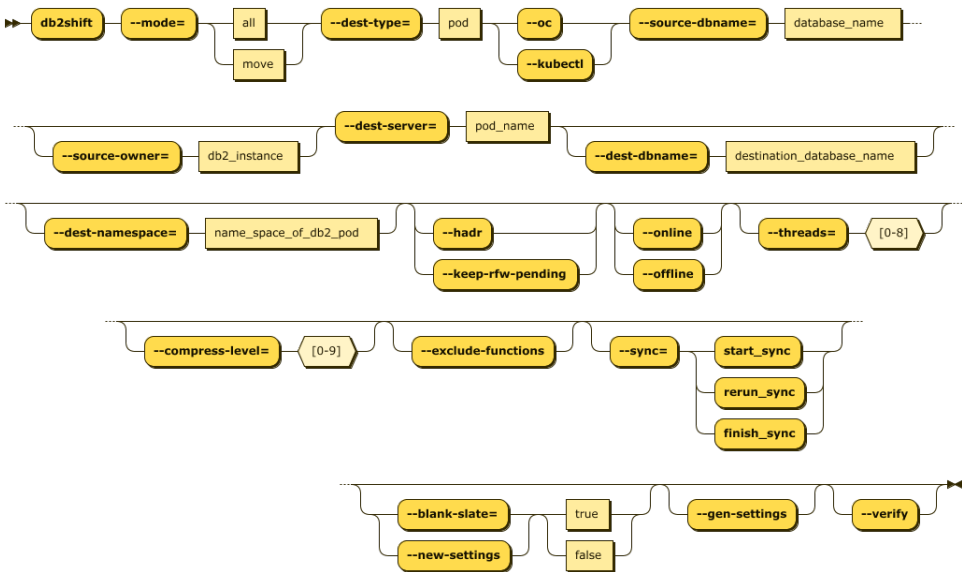 db2shift --mode= all --dest-type= pod --oc --source-dbname= database_name
move --kubectl
--dest-server= pod_name
--source-owner= db2_instance --dest-dbname= destination_database_name
--dest-namespace= name_space_of_db2_pod --hadr --online --threads= [0-8]
--keep-rfw-pending --offline
--compress-level= [0-9] --exclude-functions --sync= start_sync
rerun_sync
finish_sync
--blank-slate= true --gen-settings --verify
--new-settings false